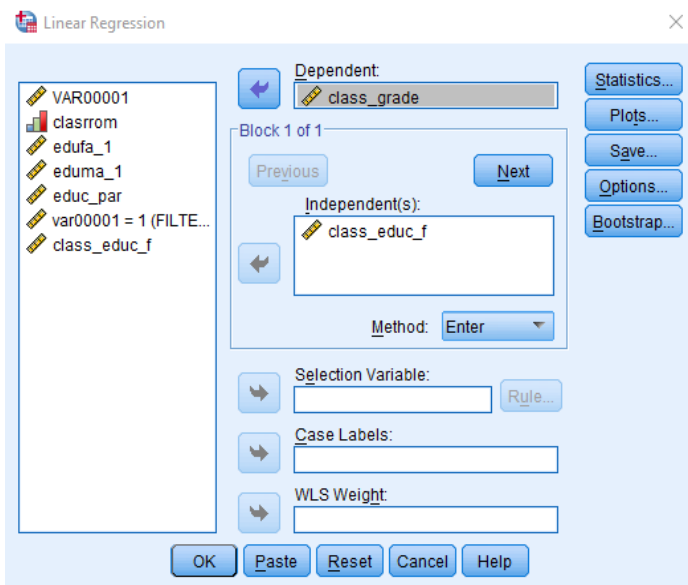 Linear Regression
VAR00001
clasrrom
edufa_1
eduma_1
educ_par
var00001 = 1 (FILTE...
class_educ_f
Dependent:
class_grade
Block 1 of 1
Previous
Next
Independent(s):
class_educ_f
Method: Enter
Selection Variable:
Rule...
Case Labels:
WLS Weight:
Statistics...
Plots...
Save...
Options...
Bootstrap...
OK Paste Reset Cancel Help